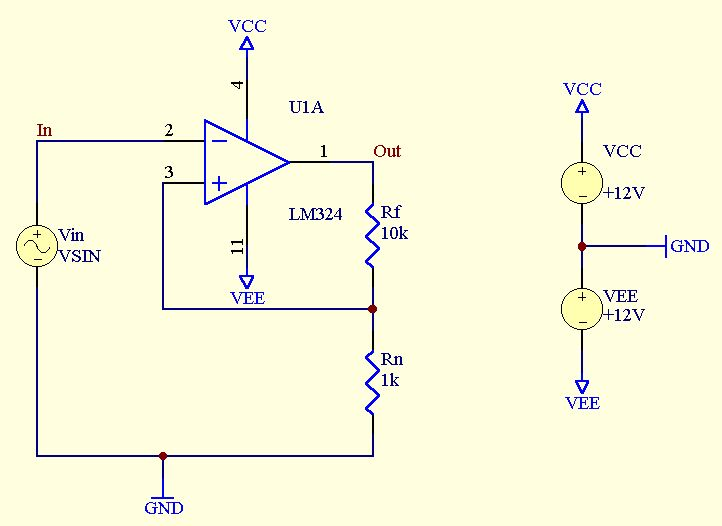 VCC
4
U1A
In
2
−
1
Out
3
+
LM324
Rf
10k
+
Vin
VSIN
−
11
VEE
Rn
1k
GND
VCC
VCC
+
+12V
−
GND
VEE
+
+12V
−
VEE